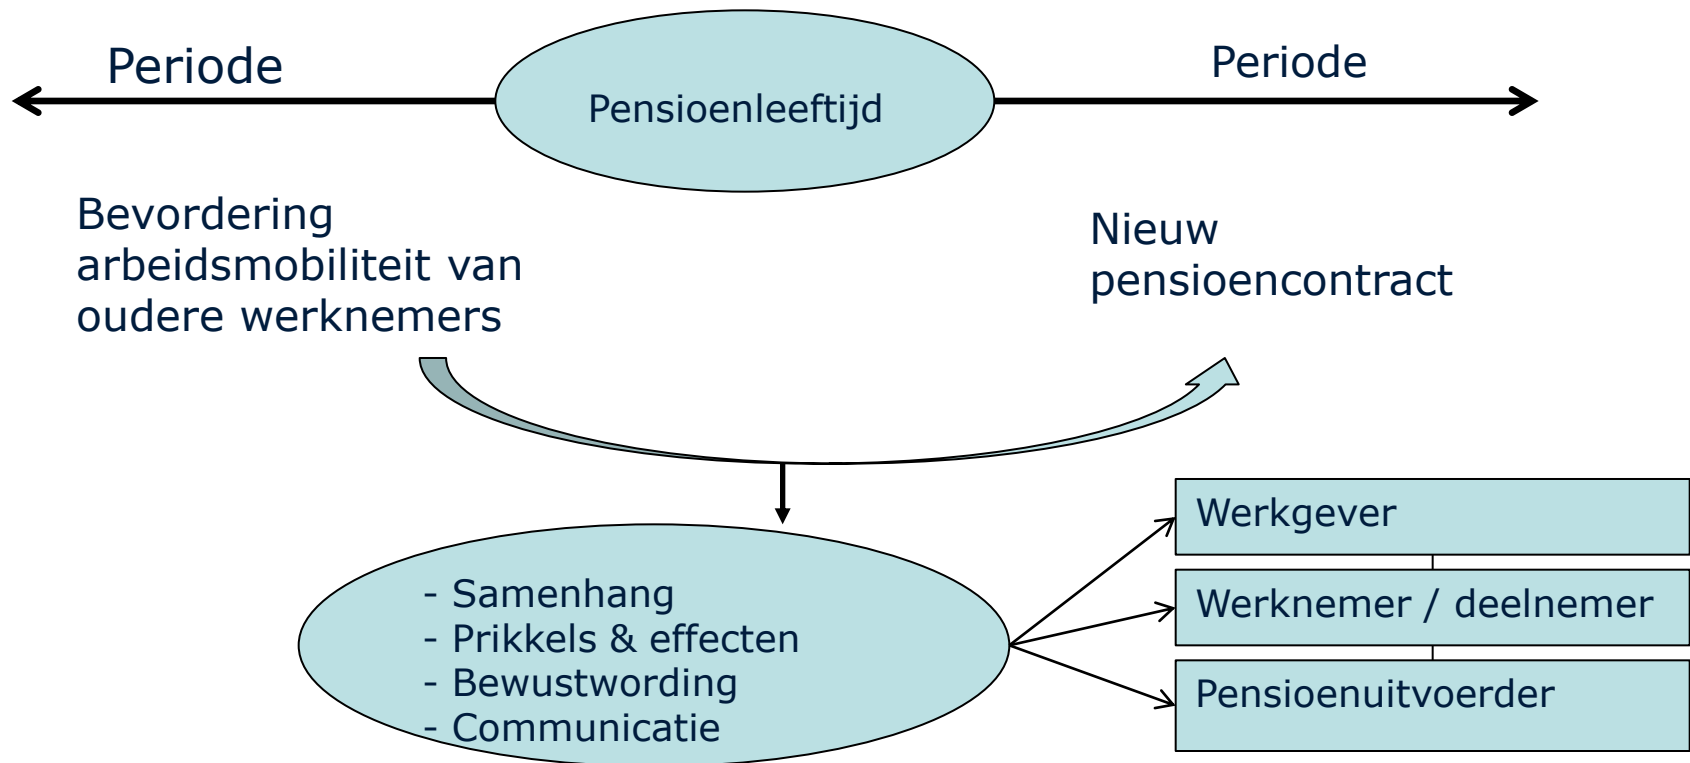 Periode
Pensioenleeftijd
Periode
Bevordering
arbeidsmobiliteit van
oudere werknemers
Nieuw
pensioencontract
- Samenhang
- Prikkels & effecten
- Bewustwording
- Communicatie
Werkgever
Werknemer / deelnemer
Pensioenuitvoerder